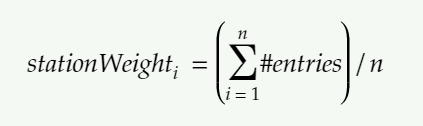 stationWeight_i = (∑_{i = 1}^{n} #entries) / n